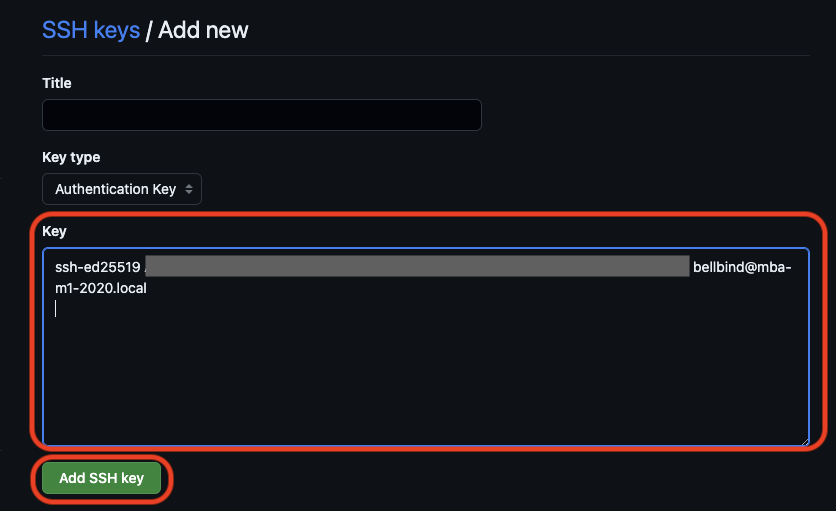 SSH keys / Add new
Title
Key type
Authentication Key
Key
ssh-ed25519 bellbind@mba-
m1-2020.local
Add SSH key